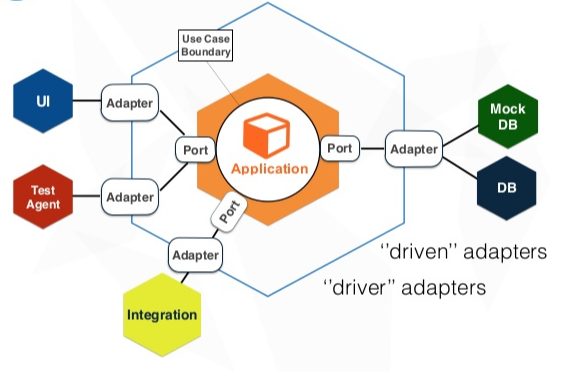 Use Case
Boundary
UI
Adapter
Mock
DB
Port
Application
Port
Adapter
DB
Test
Agent
Adapter
Port
Adapter
Integration
‘’driven’’ adapters
‘’driver’’ adapters